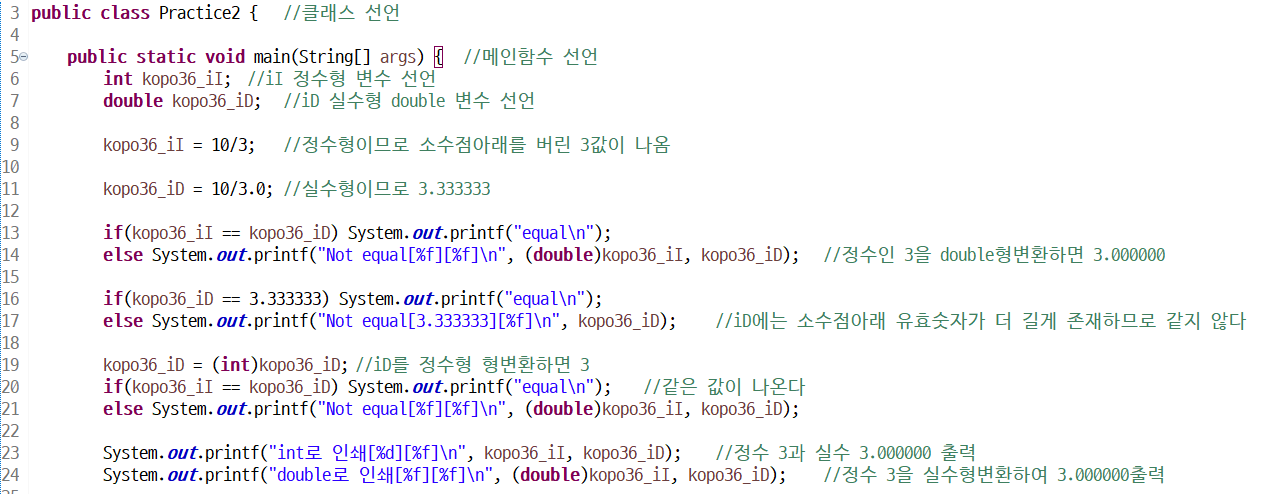 3 public class Practice2 {   //클래스 선언
4
5     public static void main(String[] args) {  //메인함수 선언
6         int kopo36_iI;  //iI 정수형 변수 선언
7         double kopo36_iD;  //iD 실수형 double 변수 선언
8
9         kopo36_iI = 10/3;   //정수형이므로 소수점아래를 버린 3값이 나옴
10
11         kopo36_iD = 10/3.0; //실수형이므로 3.333333
12
13         if(kopo36_iI == kopo36_iD) System.out.printf("equal\n");
14         else System.out.printf("Not equal[%f][%f]\n", (double)kopo36_iI, kopo36_iD);   //정수인 3을 double형변환하면 3.000000
15
16         if(kopo36_iD == 3.333333) System.out.printf("equal\n");
17         else System.out.printf("Not equal[3.333333][%f]\n", kopo36_iD);    //iD에는 소수점아래 유효숫자가 더 길게 존재하므로 같지 않다
18
19         kopo36_iD = (int)kopo36_iD; //iD를 정수형 형변환하면 3
20         if(kopo36_iI == kopo36_iD) System.out.printf("equal\n");    //같은 값이 나온다
21         else System.out.printf("Not equal[%f][%f]\n", (double)kopo36_iI, kopo36_iD);
22
23         System.out.printf("int로 인쇄[%d][%f]\n", kopo36_iI, kopo36_iD);    //정수 3과 실수 3.000000 출력
24         System.out.printf("double로 인쇄[%f][%f]\n", (double)kopo36_iI, kopo36_iD);    //정수 3을 실수형변환하여 3.000000출력